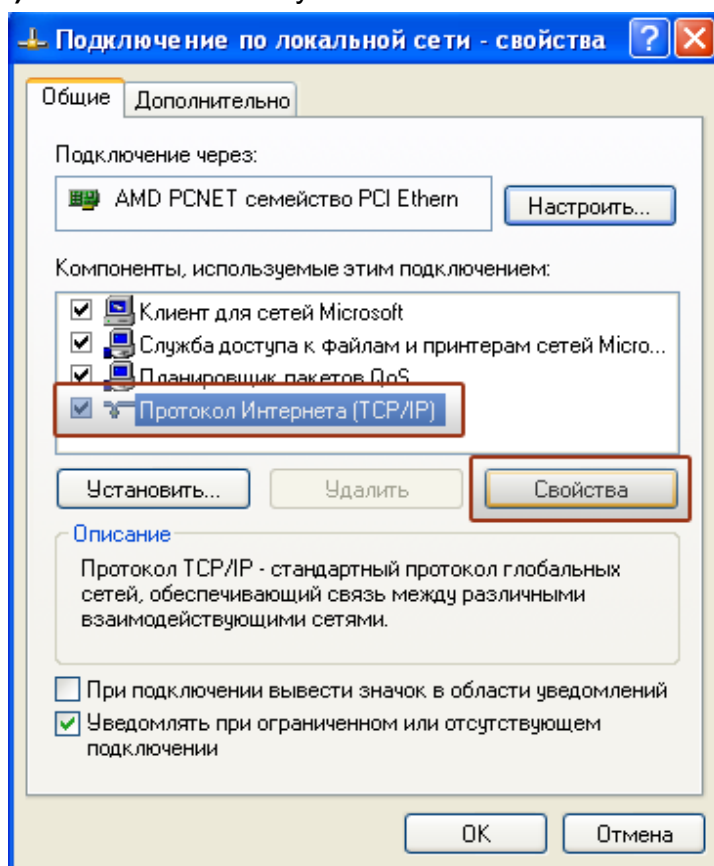 Подключение по локальной сети - свойства
Общие
Дополнительно
Подключение через:
AMD PCNET семейство PCI Ethern
Настроить...
Компоненты, используемые этим подключением:
Клиент для сетей Microsoft
Служба доступа к файлам и принтерам сетей Micro...
Планировщик пакетов QoS
Протокол Интернета (TCP/IP)
Установить...
Удалить
Свойства
Описание
Протокол TCP/IP - стандартный протокол глобальных
сетей, обеспечивающий связь между различными
взаимодействующими сетями.
При подключении вывести значок в области уведомлений
Уведомлять при ограниченном или отсутствующем
подключении
OK
Отмена